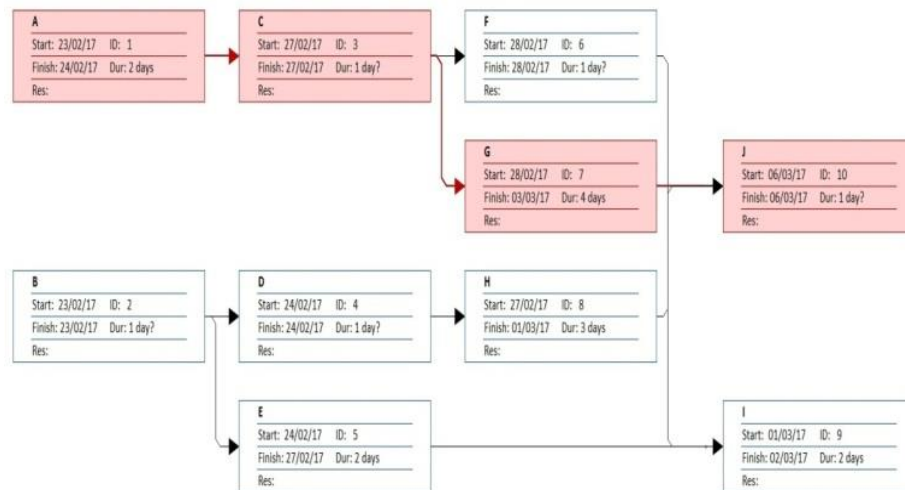 A
Start: 23/02/17 ID: 1
Finish: 24/02/17 Dur: 2 days
Res:
C
Start: 27/02/17 ID: 3
Finish: 27/02/17 Dur: 1 day?
Res:
F
Start: 28/02/17 ID: 6
Finish: 28/02/17 Dur: 1 day?
Res:
G
Start: 28/02/17 ID: 7
Finish: 03/03/17 Dur: 4 days
Res:
J
Start: 06/03/17 ID: 10
Finish: 06/03/17 Dur: 1 day?
Res:
B
Start: 23/02/17 ID: 2
Finish: 23/02/17 Dur: 1 day?
Res:
D
Start: 24/02/17 ID: 4
Finish: 24/02/17 Dur: 1 day?
Res:
H
Start: 27/02/17 ID: 8
Finish: 01/03/17 Dur: 3 days
Res:
E
Start: 24/02/17 ID: 5
Finish: 27/02/17 Dur: 2 days
Res:
I
Start: 01/03/17 ID: 9
Finish: 02/03/17 Dur: 2 days
Res: